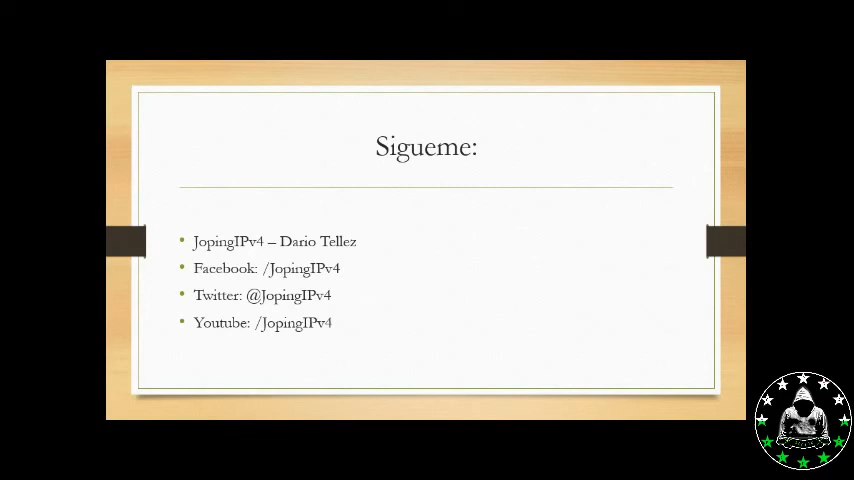 Sigueme:
JopingIPv4 – Dario Tellez
Facebook: /JopingIPv4
Twitter: @JopingIPv4
Youtube: /JopingIPv4